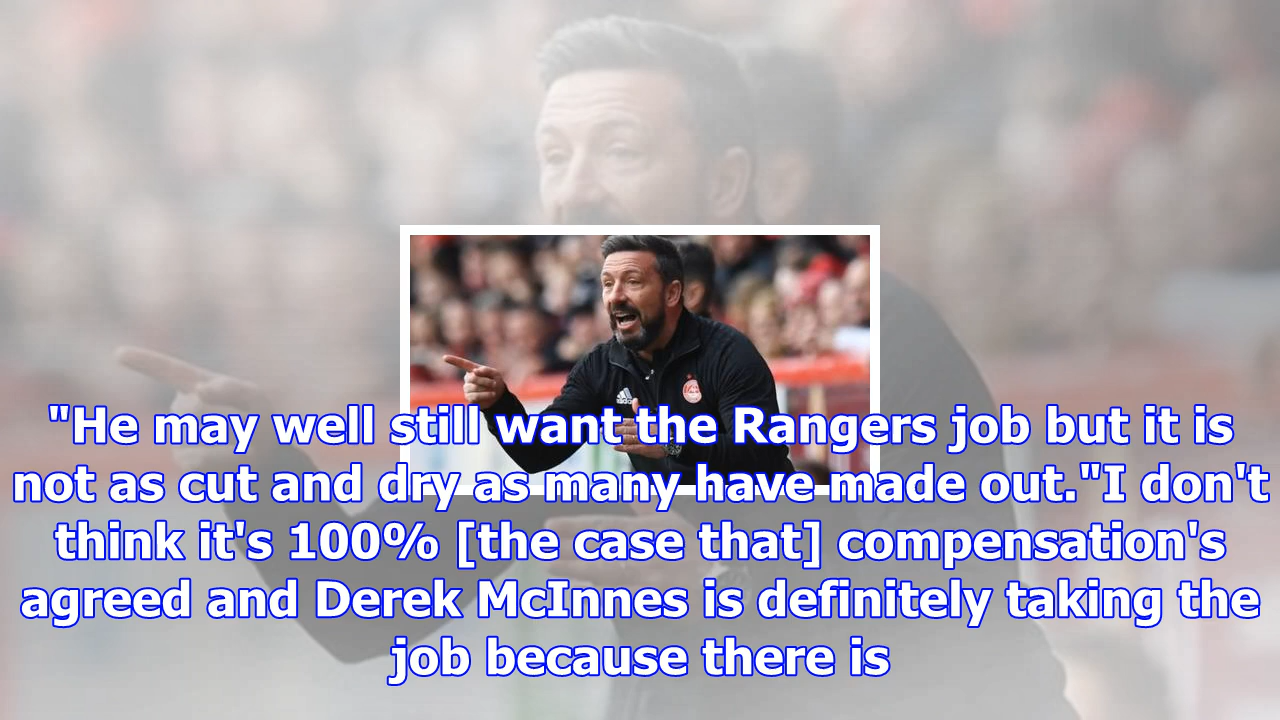 "He may well still want the Rangers job but it is
not as cut and dry as many have made out."I don't
think it's 100% [the case that] compensation's
agreed and Derek McInnes is definitely taking the
job because there is